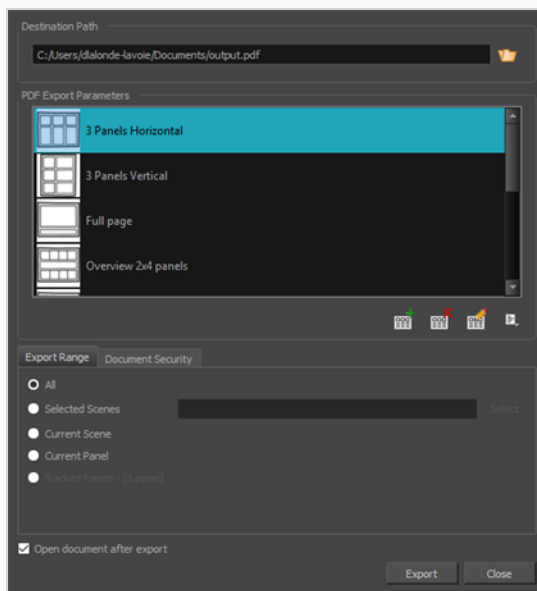 Destination Path
C:/Users/dlalonde-lavoie/Documents/output.pdf
PDF Export Parameters
3 Panels Horizontal
3 Panels Vertical
Full page
Overview 2x4 panels
Export Range Document Security
All
Selected Scenes Select
Current Scene
Current Panel
Tracked Panels - [0 panel]
Open document after export
Export Close